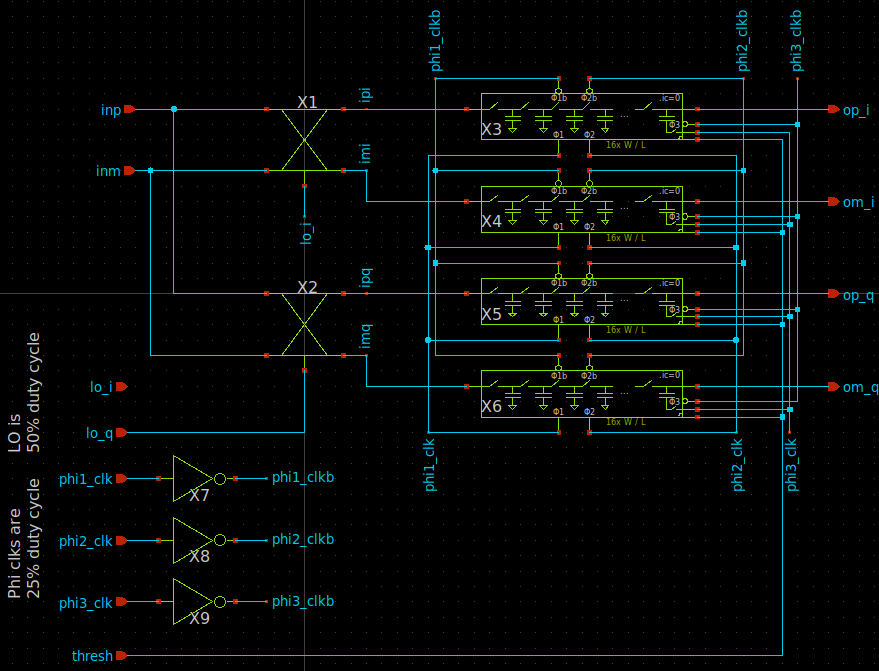 phi1_clkb
phi2_clkb
phi3_clkb
inp
X1
ipi
Φ1b Φ2b .ic=0
op_i
X3
...
Φ3
Φ1 Φ2
16x W / L
inm
imi
Φ1b Φ2b .ic=0
om_i
X4
...
Φ3
Φ1 Φ2
16x W / L
lo_i
X2
ipq
Φ1b Φ2b .ic=0
op_q
X5
...
Φ3
Φ1 Φ2
16x W / L
imq
Φ1b Φ2b .ic=0
om_q
X6
...
Φ3
Φ1 Φ2
16x W / L
LO is
50% duty cycle
lo_i
lo_q
phi1_clk
phi2_clk
phi3_clk
Phi clks are
25% duty cycle
phi1_clk
X7
phi1_clkb
phi2_clk
X8
phi2_clkb
phi3_clk
X9
phi3_clkb
thresh